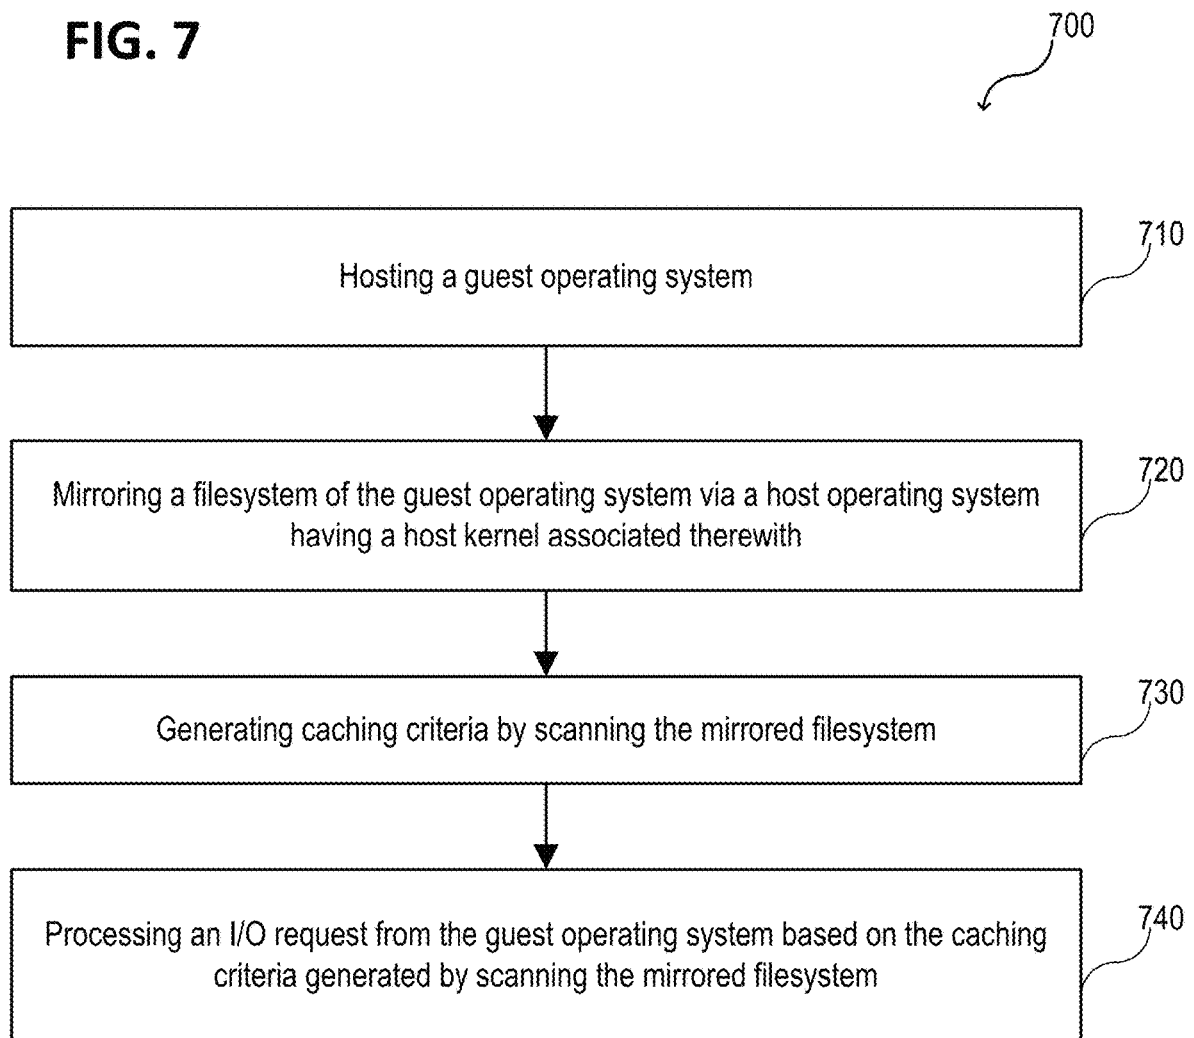 FIG. 7
700
Hosting a guest operating system
710
Mirroring a filesystem of the guest operating system via a host operating system
having a host kernel associated therewith
720
Generating caching criteria by scanning the mirrored filesystem
730
Processing an I/O request from the guest operating system based on the caching
criteria generated by scanning the mirrored filesystem
740